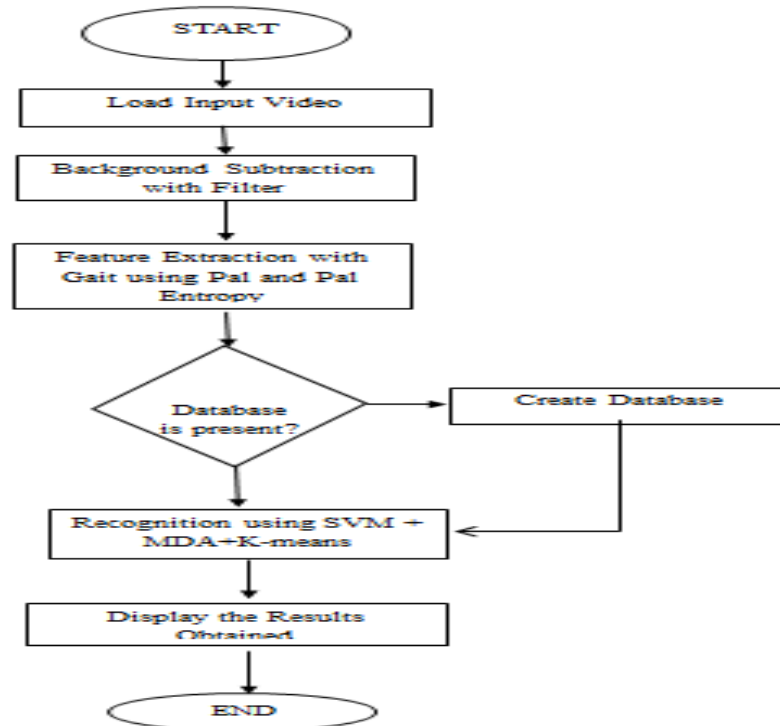 START
Load Input Video
Background Subtraction
with Filter
Feature Extraction with
Gait using Pal and Pal
Entropy
Database
is present?
Create Database
Recognition using SVM +
MDA+K-means
Display the Results
Obtained
END